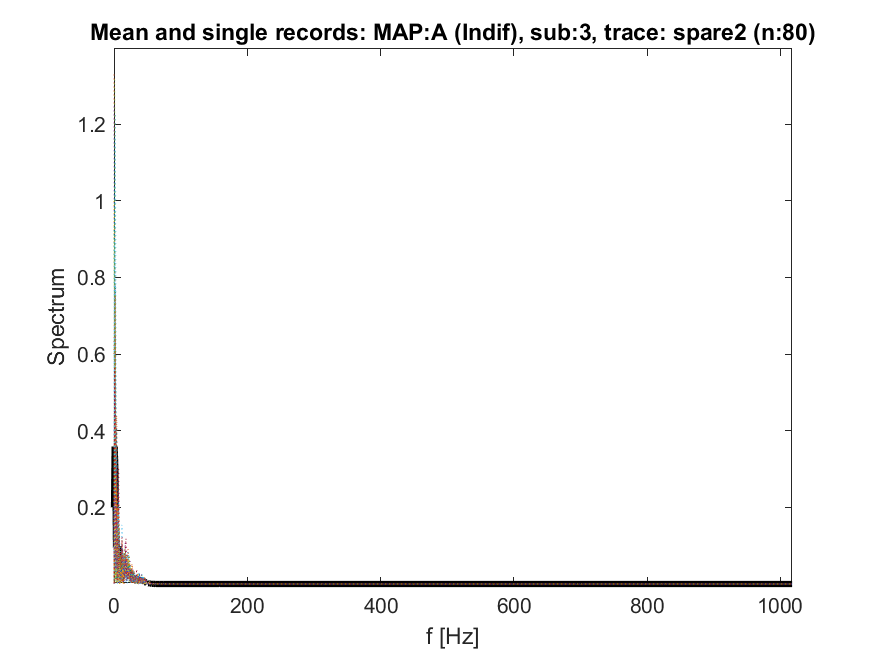 Mean and single records: MAP:A (Indif), sub:3, trace: spare2 (n:80)
Spectrum
1.2
1
0.8
0.6
0.4
0.2
0 200 400 600 800 1000
f [Hz]